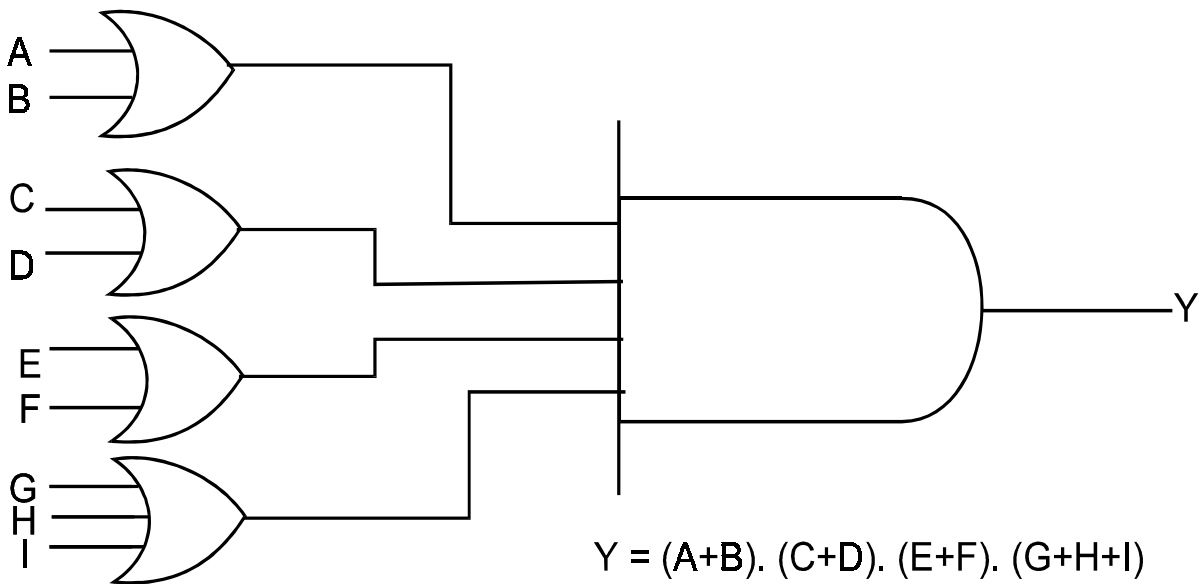 A
B
C
D
E
F
G
H
I
Y
Y = (A+B). (C+D). (E+F). (G+H+I)